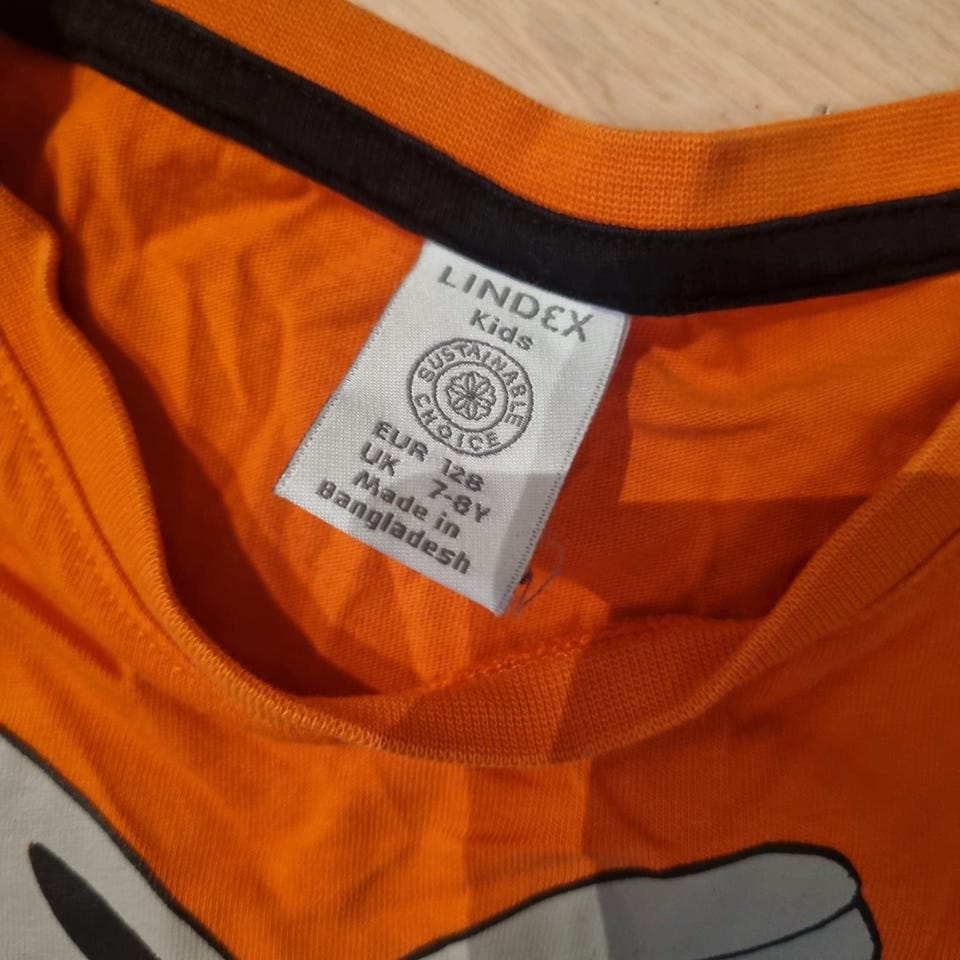 LINDEX
Kids
SUSTAINABLE
CHOICE
EUR 128
UK 7-8Y
Made in
Bangladesh